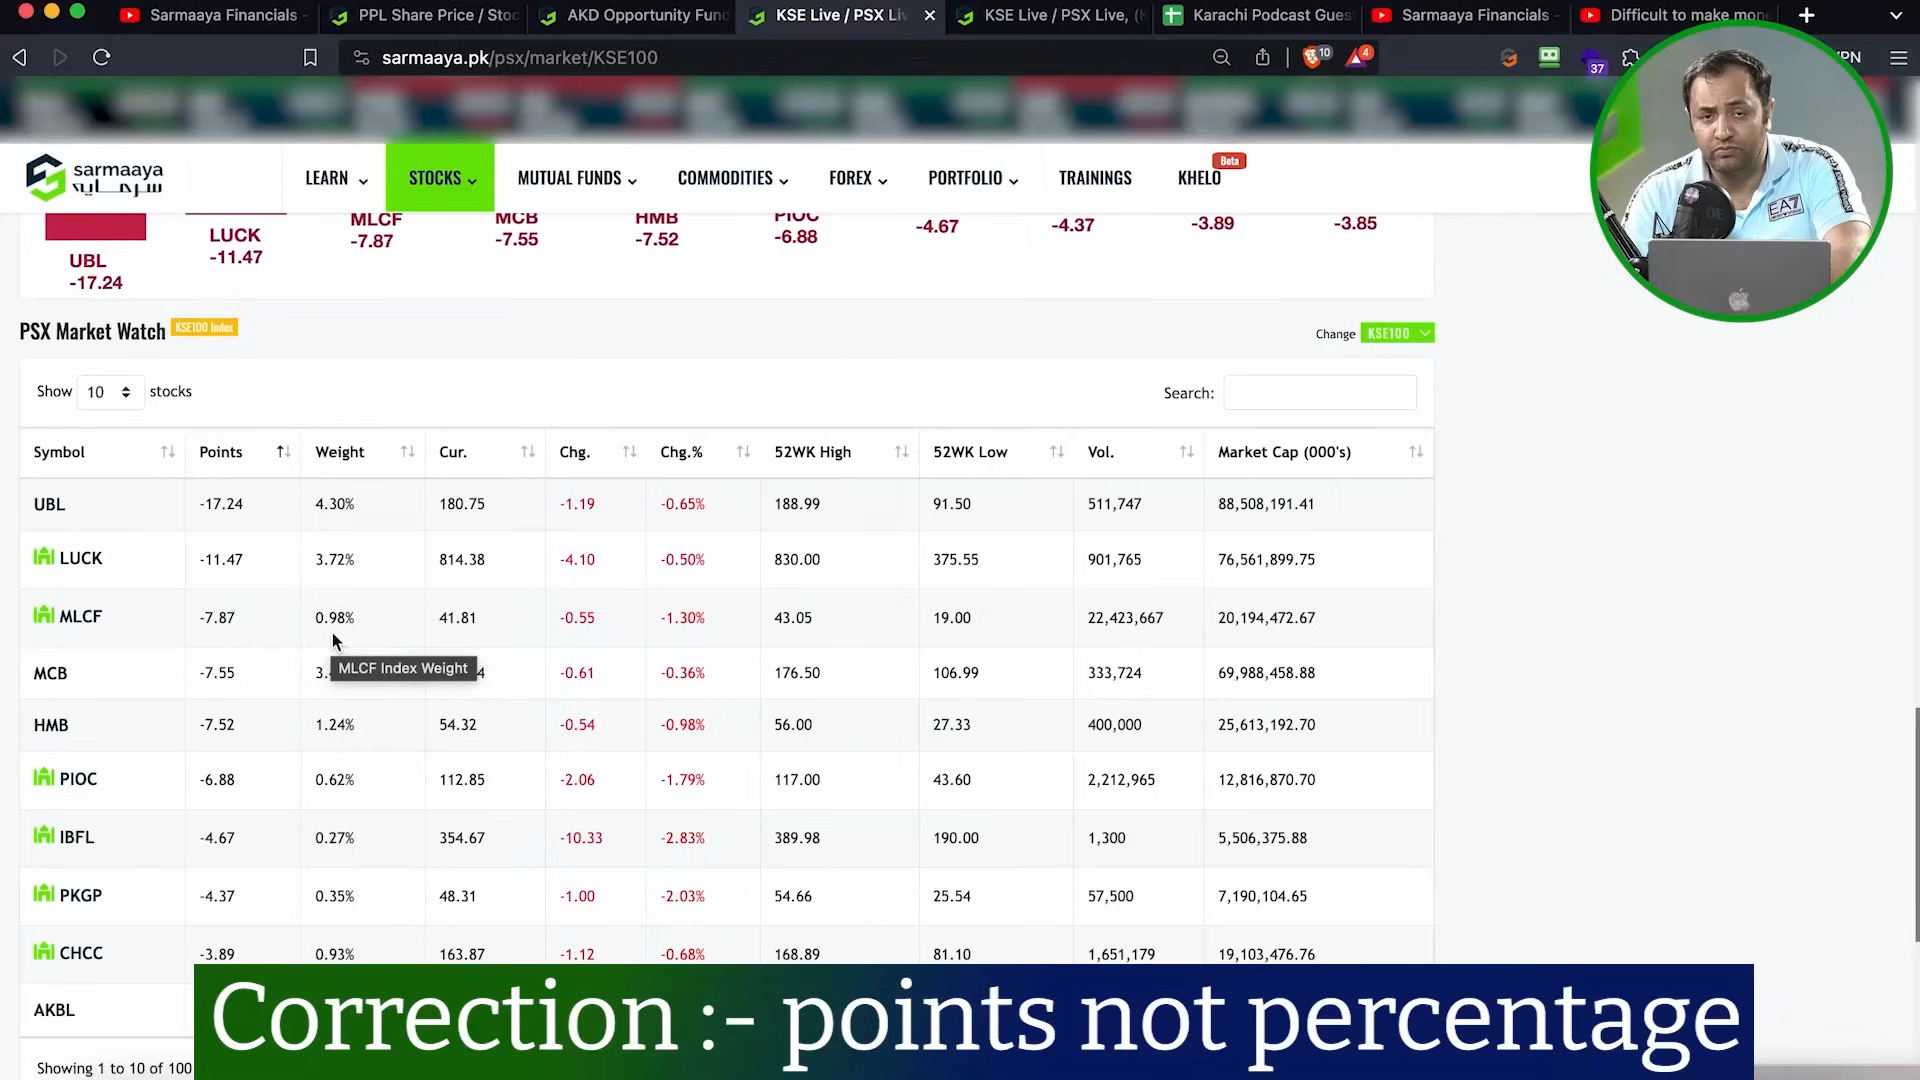 Sarmaaya Financials -
PPL Share Price / Stoc
AKD Opportunity Fund
KSE Live / PSX Li
KSE Live / PSX Live, (
Karachi Podcast Gues
Sarmaaya Financials -
Difficult to make mone
sarmaaya.pk/psx/market/KSE100
10
4
37
VPN
sarmaaya
سرمایہ
LEARN
STOCKS
MUTUAL FUNDS
COMMODITIES
FOREX
PORTFOLIO
TRAININGS
KHELO
Beta
UBL
-17.24
LUCK
-11.47
MLCF
-7.87
MCB
-7.55
HMB
-7.52
PIOC
-6.88
-4.67
-4.37
-3.89
-3.85
EA7
PSX Market Watch KSE100 Index
Change KSE100
Show 10 stocks
Search:
Symbol Points Weight Cur. Chg. Chg.% 52WK High 52WK Low Vol. Market Cap (000's)
UBL -17.24 4.30% 180.75 -1.19 -0.65% 188.99 91.50 511,747 88,508,191.41
LUCK -11.47 3.72% 814.38 -4.10 -0.50% 830.00 375.55 901,765 76,561,899.75
MLCF -7.87 0.98% 41.81 -0.55 -1.30% 43.05 19.00 22,423,667 20,194,472.67
MLCF Index Weight
MCB -7.55 3. 4 -0.61 -0.36% 176.50 106.99 333,724 69,988,458.88
HMB -7.52 1.24% 54.32 -0.54 -0.98% 56.00 27.33 400,000 25,613,192.70
PIOC -6.88 0.62% 112.85 -2.06 -1.79% 117.00 43.60 2,212,965 12,816,870.70
IBFL -4.67 0.27% 354.67 -10.33 -2.83% 389.98 190.00 1,300 5,506,375.88
PKGP -4.37 0.35% 48.31 -1.00 -2.03% 54.66 25.54 57,500 7,190,104.65
CHCC -3.89 0.93% 163.87 -1.12 -0.68% 168.89 81.10 1,651,179 19,103,476.76
AKBL
Correction :- points not percentage
Showing 1 to 10 of 100